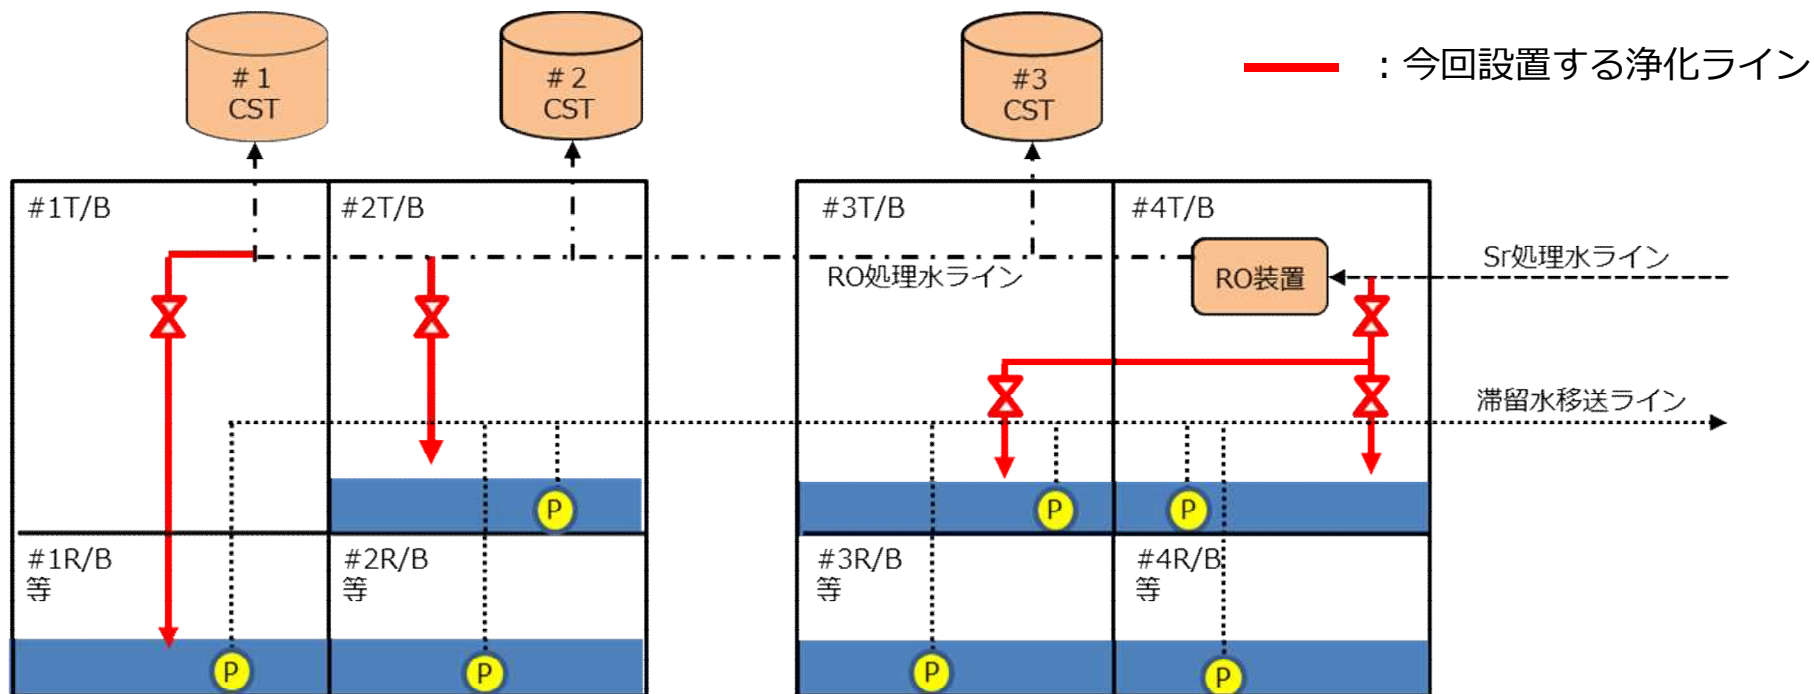 #１
CST
#２
CST
#3
CST
：今回設置する浄化ライン
#1T/B
#2T/B
#3T/B
#4T/B
RO処理水ライン
RO装置
Sr処理水ライン
滞留水移送ライン
P
P
P
#1R/B
等
#2R/B
等
#3R/B
等
#4R/B
等
P
P
P
P